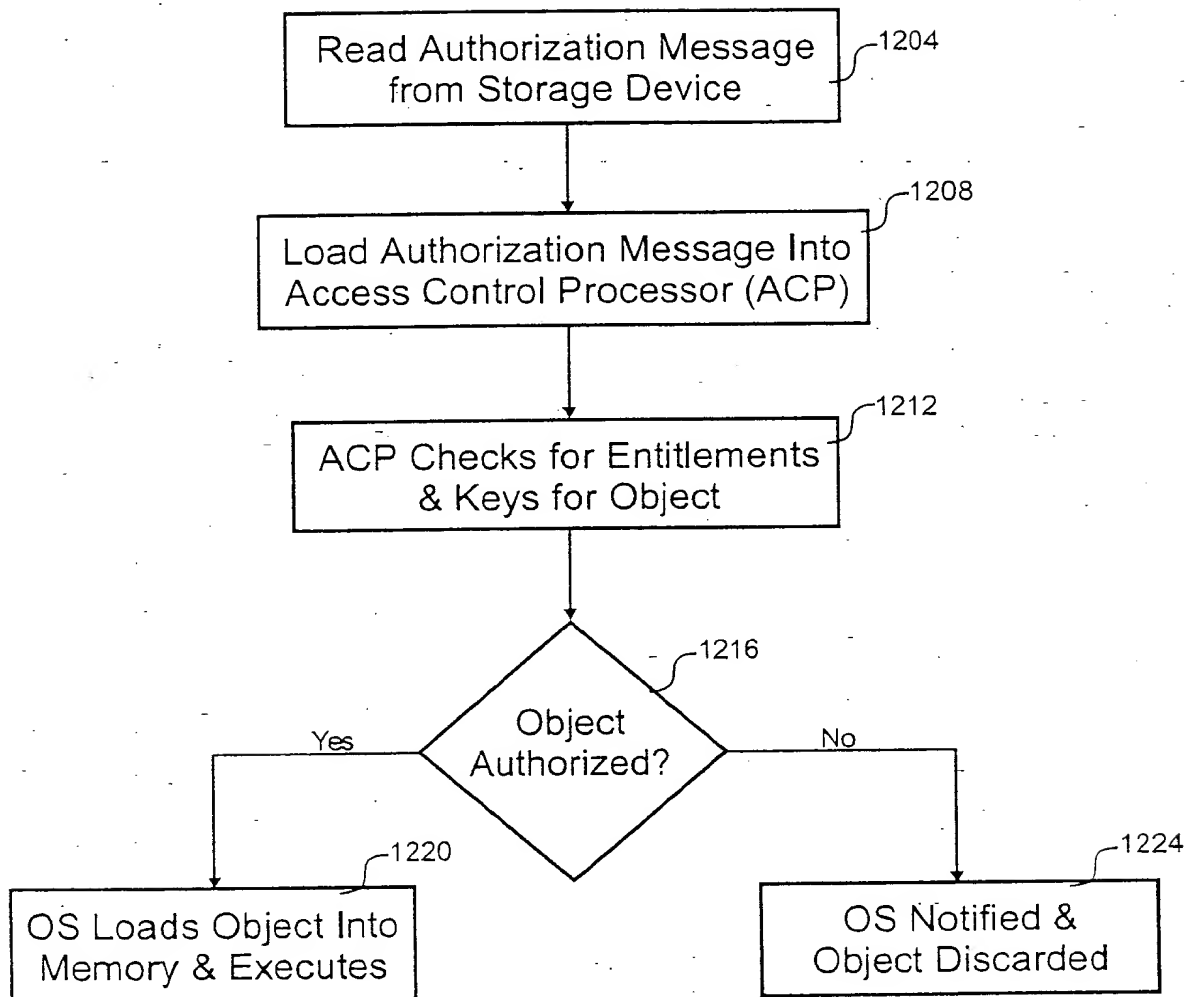 Read Authorization Message
from Storage Device
1204
Load Authorization Message Into
Access Control Processor (ACP)
1208
ACP Checks for Entitlements
& Keys for Object
1212
Object
Authorized?
1216
Yes
No
OS Loads Object Into
Memory & Executes
1220
OS Notified &
Object Discarded
1224